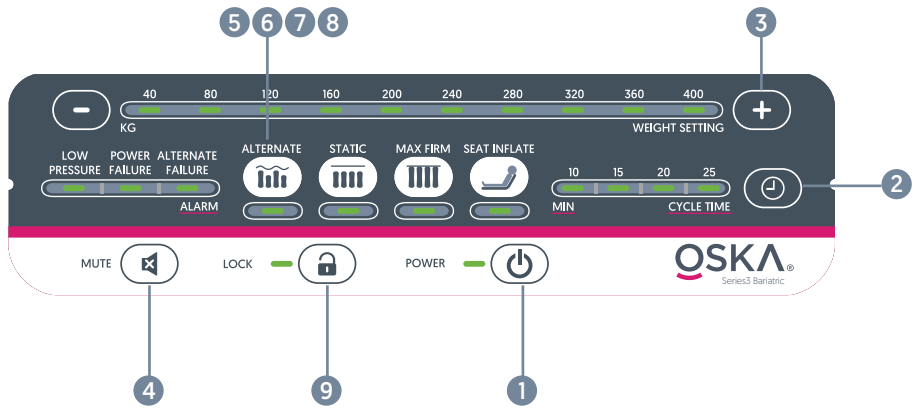 5 6 7 8
3
40 80 120 160 200 240 280 320 360 400
KG WEIGHT SETTING
LOW PRESSURE
POWER FAILURE
ALTERNATE FAILURE
ALARM
ALTERNATE
STATIC
MAX FIRM
SEAT INFLATE
10 15 20 25
MIN CYCLE TIME
2
MUTE
LOCK
POWER
OSKA®
Series3 Bariatric
4
9
1